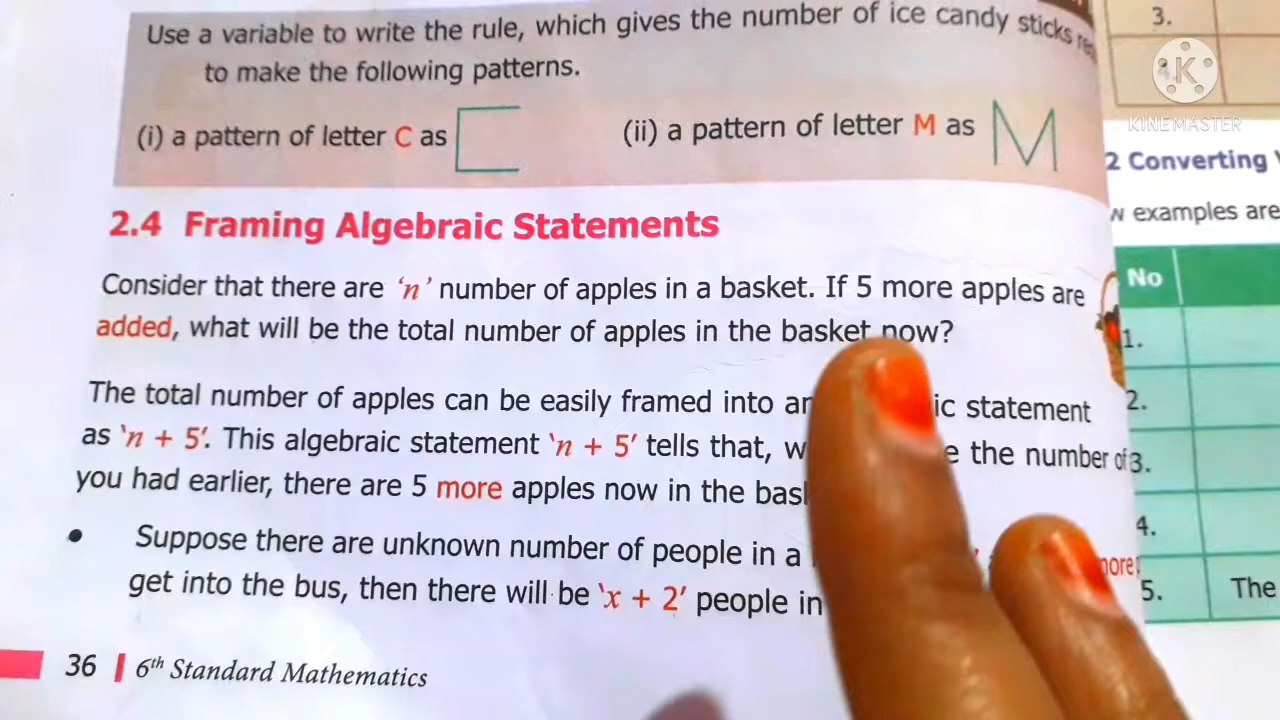 Use a variable to write the rule, which gives the number of ice candy sticks
to make the following patterns.
(i) a pattern of letter C as
(ii) a pattern of letter M as
2.4 Framing Algebraic Statements
Consider that there are ‘n’ number of apples in a basket. If 5 more apples are
added, what will be the total number of apples in the basket now?
The total number of apples can be easily framed into statement
as ‘n + 5’. This algebraic statement ‘n + 5’ tells that, the number of
you had earlier, there are 5 more apples now in the
Suppose there are unknown number of people in a more
get into the bus, then there will be ‘x + 2’ people in
36 | 6th Standard Mathematics
3.
K
KINEMASTER
2 Converting
examples are
No
1.
2.
3.
4.
5. The